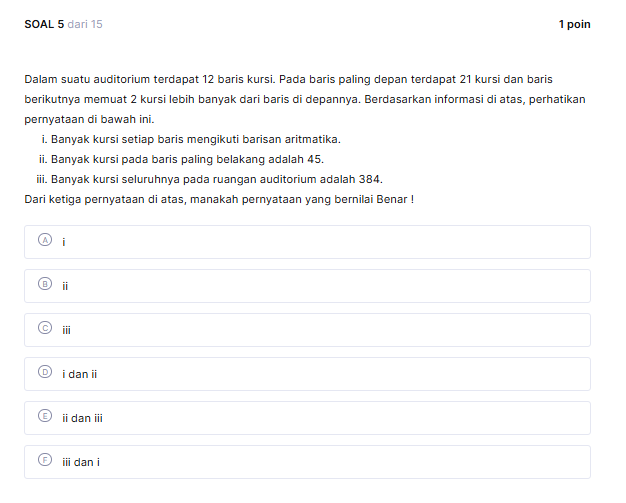 SOAL 5 dari 15 1 poin
Dalam suatu auditorium terdapat 12 baris kursi. Pada baris paling depan terdapat 21 kursi dan baris
berikutnya memuat 2 kursi lebih banyak dari baris di depannya. Berdasarkan informasi di atas, perhatikan
pernyataan di bawah ini.
i. Banyak kursi setiap baris mengikuti barisan aritmatika.
ii. Banyak kursi pada baris paling belakang adalah 45.
iii. Banyak kursi seluruhnya pada ruangan auditorium adalah 384.
Dari ketiga pernyataan di atas, manakah pernyataan yang bernilai Benar !
A i
B ii
C iii
D i dan ii
E ii dan iii
F iii dan i